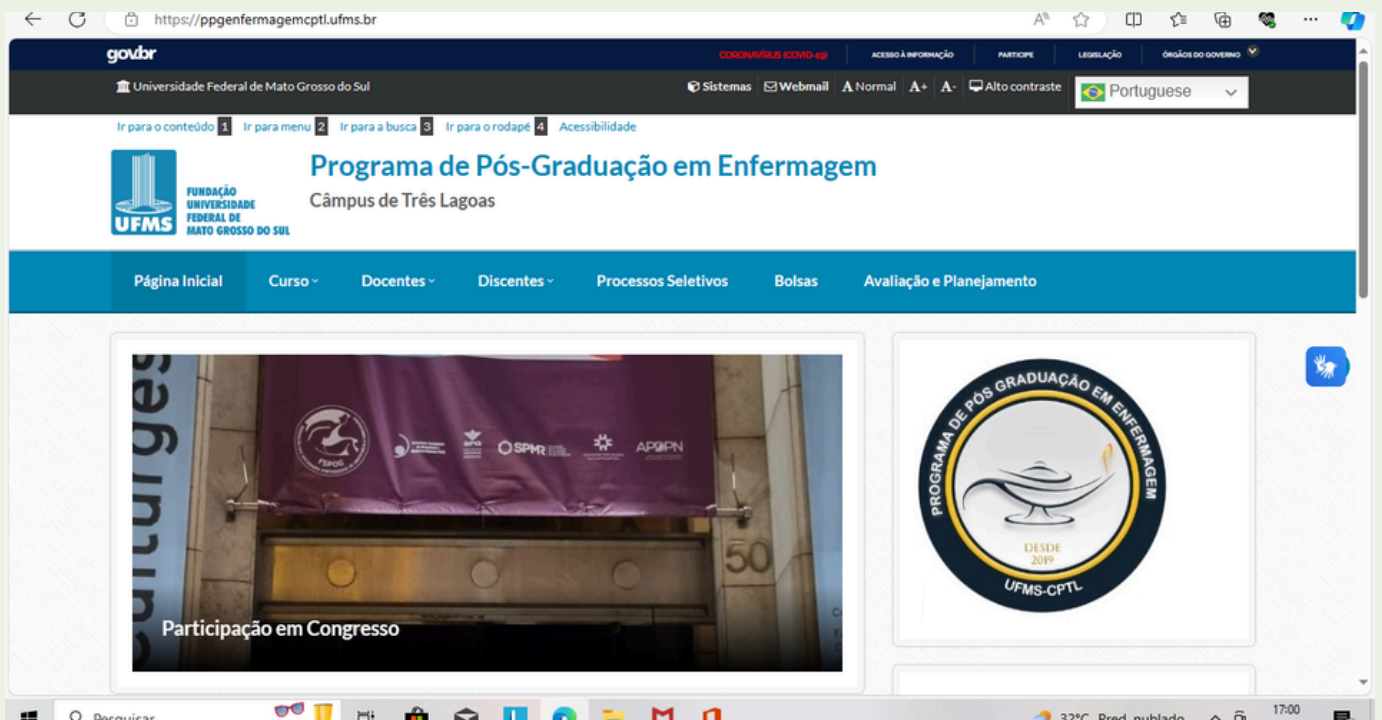 https://ppgenfermagemcptl.ufms.br
govbr
CORONAVÍRUS (COVID-19)
ACESSO À INFORMAÇÃO
PARTICIPE
LEGISLAÇÃO
ÓRGÃOS DO GOVERNO
Universidade Federal de Mato Grosso do Sul
Sistemas
Webmail
A Normal
A+
A-
Alto contraste
Portuguese
Ir para o conteúdo 1
Ir para menu 2
Ir para a busca 3
Ir para o rodapé 4
Acessibilidade
UFMS
FUNDAÇÃO
UNIVERSIDADE
FEDERAL DE
MATO GROSSO DO SUL
Programa de Pós-Graduação em Enfermagem
Câmpus de Três Lagoas
Página Inicial
Curso
Docentes
Discentes
Processos Seletivos
Bolsas
Avaliação e Planejamento
FSPOG
SPMR
50
Participação em Congresso
PROGRAMA DE PÓS GRADUAÇÃO EM ENFERMAGEM
DESDE
2019
UFMS-CPTL
Pesquisar
32°C Pred. nublado
17:00